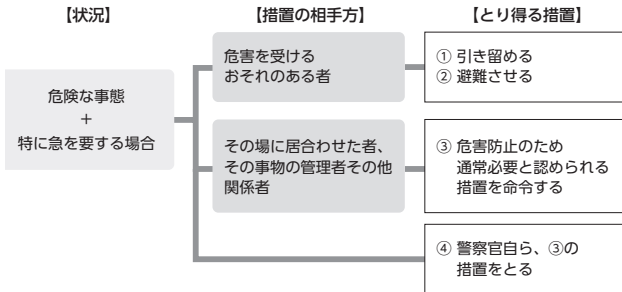 【状況】
【措置の相手方】
【とり得る措置】
危険な事態
+
特に急を要する場合
危害を受ける
おそれのある者
① 引き留める
② 避難させる
その場に居合わせた者、
その事物の管理者その他
関係者
③ 危害防止のため
通常必要と認められる
措置を命令する
④ 警察官自ら、③の
措置をとる